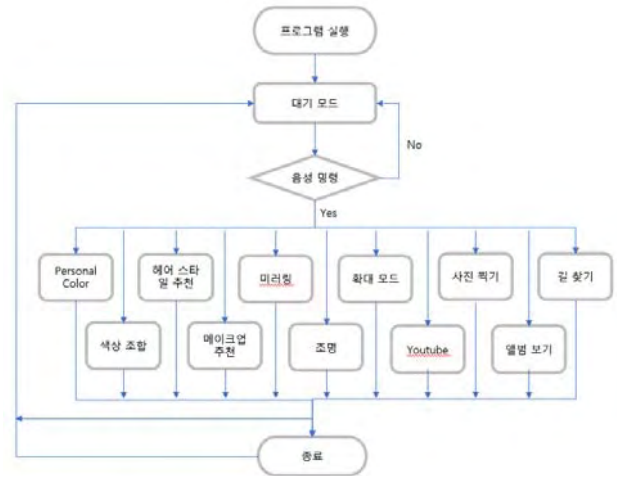 프로그램 실행
대기 모드
No
음성 명령
Yes
Personal
Color
헤어 스타
일 추천
미러링
확대 모드
사진 찍기
길 찾기
색상 조합
메이크업
추천
조명
Youtube
앨범 보기
종료